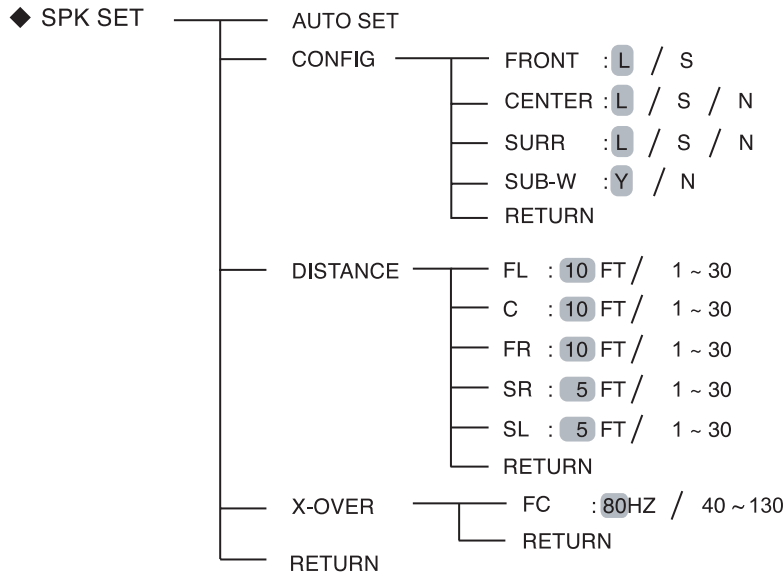 ◆ SPK SET
AUTO SET
CONFIG
FRONT : L / S
CENTER : L / S / N
SURR : L / S / N
SUB-W : Y / N
RETURN
DISTANCE
FL : 10 FT / 1 ~ 30
C : 10 FT / 1 ~ 30
FR : 10 FT / 1 ~ 30
SR : 5 FT / 1 ~ 30
SL : 5 FT / 1 ~ 30
RETURN
X-OVER
FC : 80HZ / 40 ~ 130
RETURN
RETURN